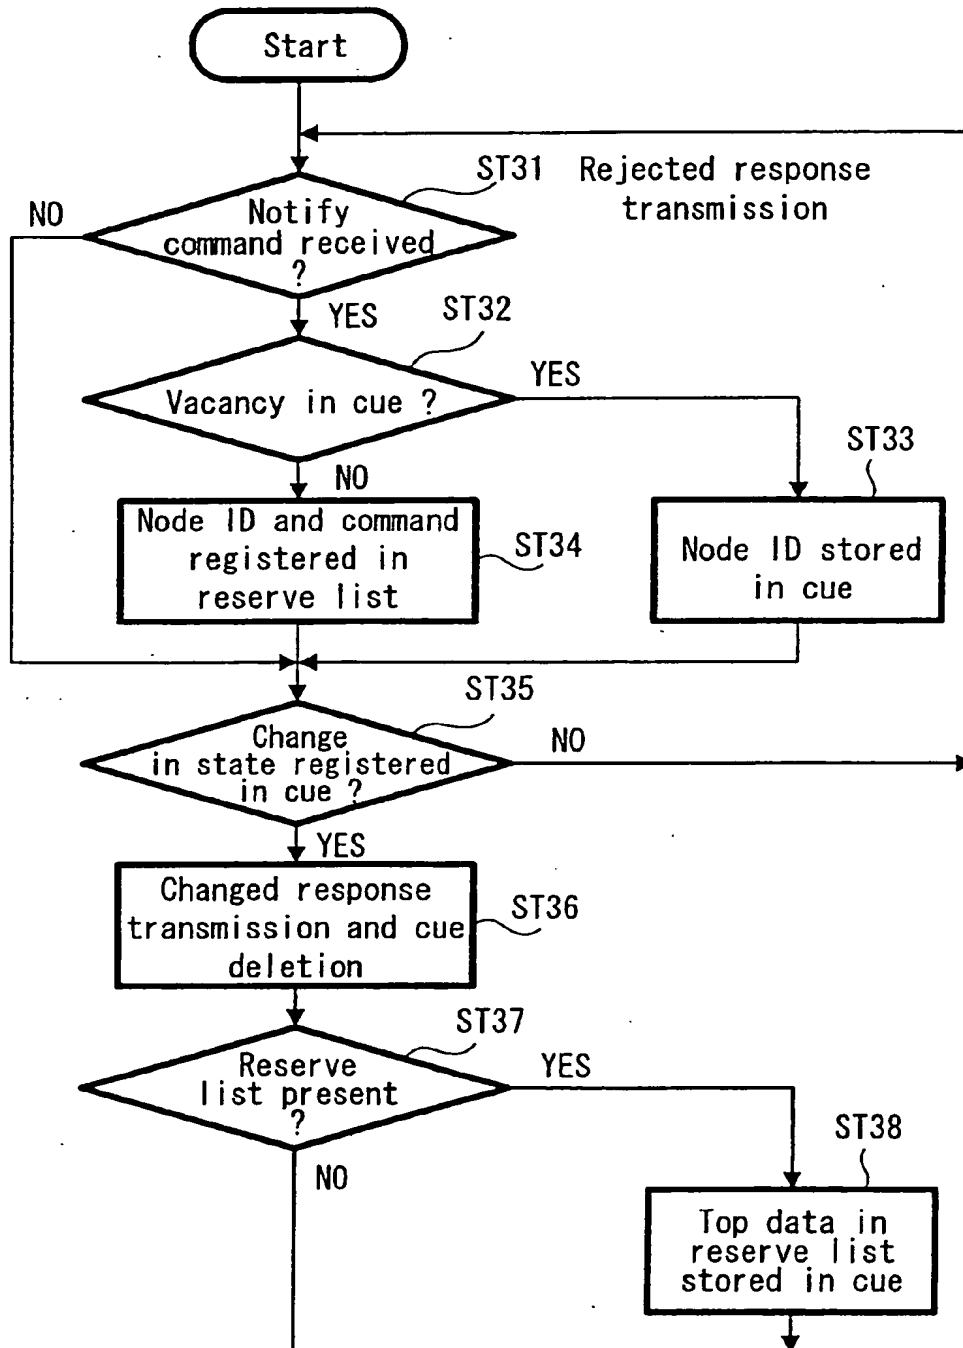 Start
ST31
Rejected response
transmission
NO
Notify
command received
?
YES
ST32
Vacancy in cue ?
YES
NO
ST33
Node ID and command
registered in
reserve list
ST34
Node ID stored
in cue
ST35
Change
in state registered
in cue ?
NO
YES
Changed response
transmission and cue
deletion
ST36
ST37
Reserve
list present
?
YES
NO
ST38
Top data in
reserve list
stored in cue